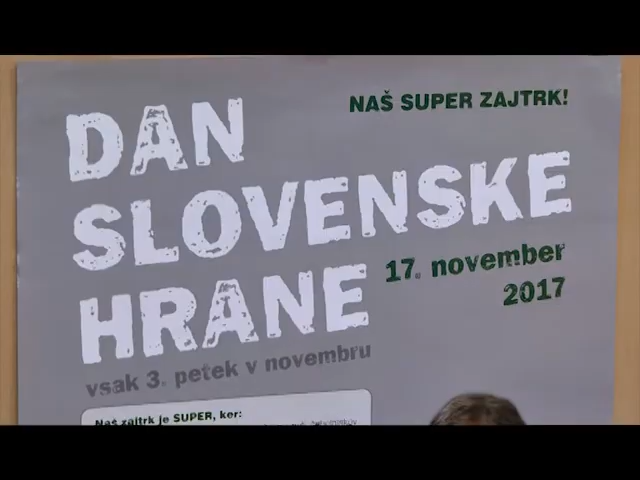 NAŠ SUPER ZAJTRK!
DAN
SLOVENSKE
HRANE
17. november
2017
vsak 3. petek v novembru
Naš zajtrk je SUPER, ker: